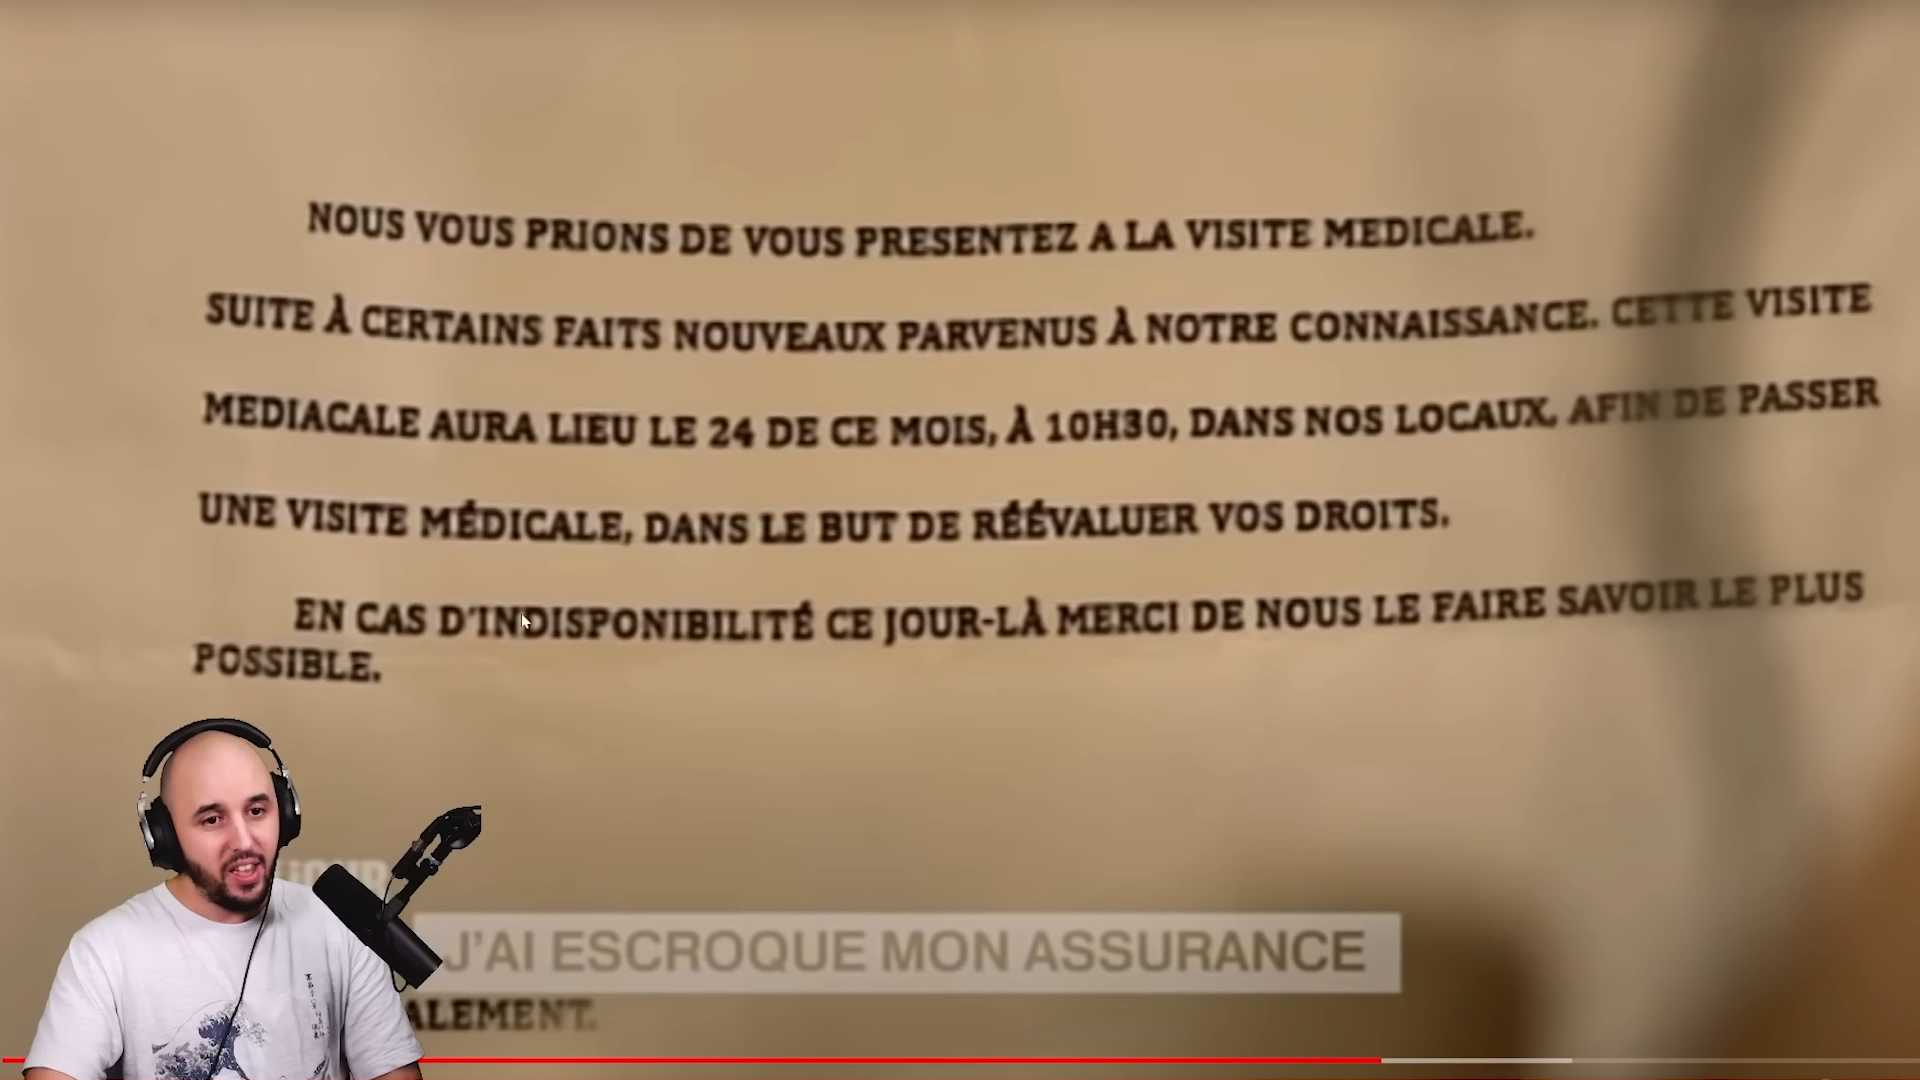 NOUS VOUS PRIONS DE VOUS PRESENTEZ A LA VISITE MEDICALE.
SUITE À CERTAINS FAITS NOUVEAUX PARVENUS À NOTRE CONNAISSANCE. CETTE VISITE
MEDIACALE AURA LIEU LE 24 DE CE MOIS, À 10H30, DANS NOS LOCAUX, AFIN DE PASSER
UNE VISITE MÉDICALE, DANS LE BUT DE RÉÉVALUER VOS DROITS.
EN CAS D'INDISPONIBILITÉ CE JOUR-LÀ MERCI DE NOUS LE FAIRE SAVOIR LE PLUS
POSSIBLE.
J'AI ESCROQUE MON ASSURANCE
ALEMENT.